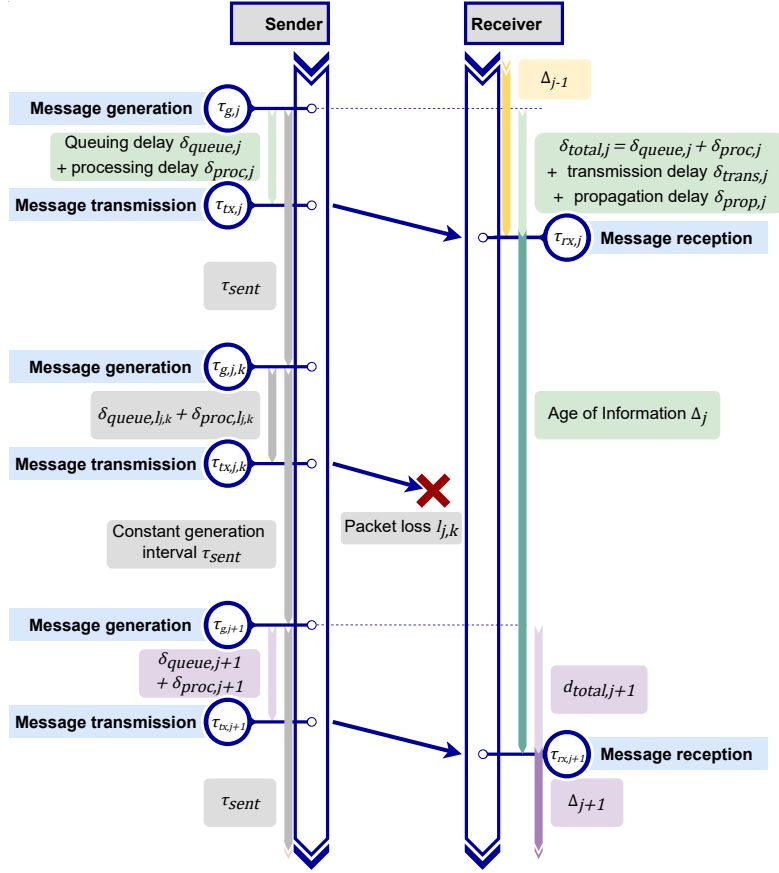 Sender
Receiver
Δj-1
Message generation
τg,j
Queuing delay δqueue,j
+ processing delay δproc,j
δtotal,j = δqueue,j + δproc,j
+ transmission delay δtrans,j
+ propagation delay δprop,j
Message transmission
τtx,j
τrx,j
Message reception
τsent
Message generation
τg,j,k
δqueue,lj,k + δproc,lj,k
Age of Information Δj
Message transmission
τtx,j,k
Packet loss lj,k
Constant generation
interval τsent
Message generation
τg,j+1
δqueue,j+1
+ δproc,j+1
dtotal,j+1
Message transmission
τtx,j+1
τrx,j+1
Message reception
τsent
Δj+1